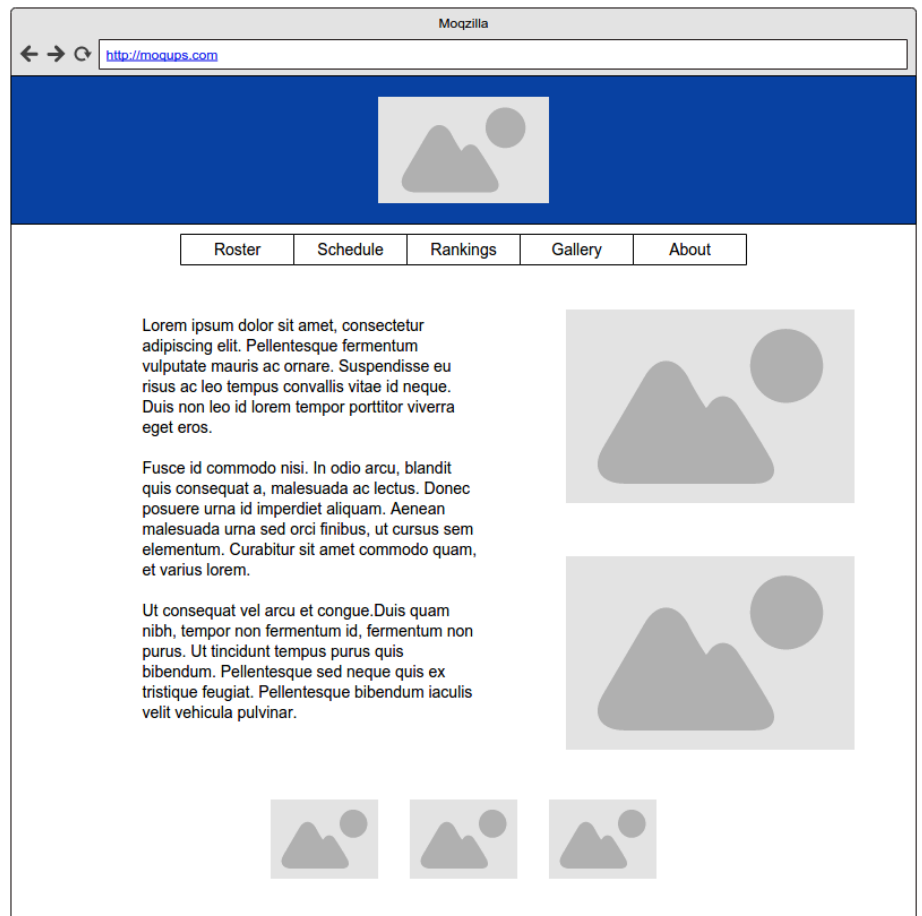 Moqzilla
http://moqups.com
Roster Schedule Rankings Gallery About
Lorem ipsum dolor sit amet, consectetur
adipiscing elit. Pellentesque fermentum
vulputate mauris ac ornare. Suspendisse eu
risus ac leo tempus convallis vitae id neque.
Duis non leo id lorem tempor porttitor viverra
eget eros.
Fusce id commodo nisi. In odio arcu, blandit
quis consequat a, malesuada ac lectus. Donec
posuere urna id imperdiet aliquam. Aenean
malesuada urna sed orci finibus, ut cursus sem
elementum. Curabitur sit amet commodo quam,
et varius lorem.
Ut consequat vel arcu et congue.Duis quam
nibh, tempor non fermentum id, fermentum non
purus. Ut tincidunt tempus purus quis
bibendum. Pellentesque sed neque quis ex
tristique feugiat. Pellentesque bibendum iaculis
velit vehicula pulvinar.